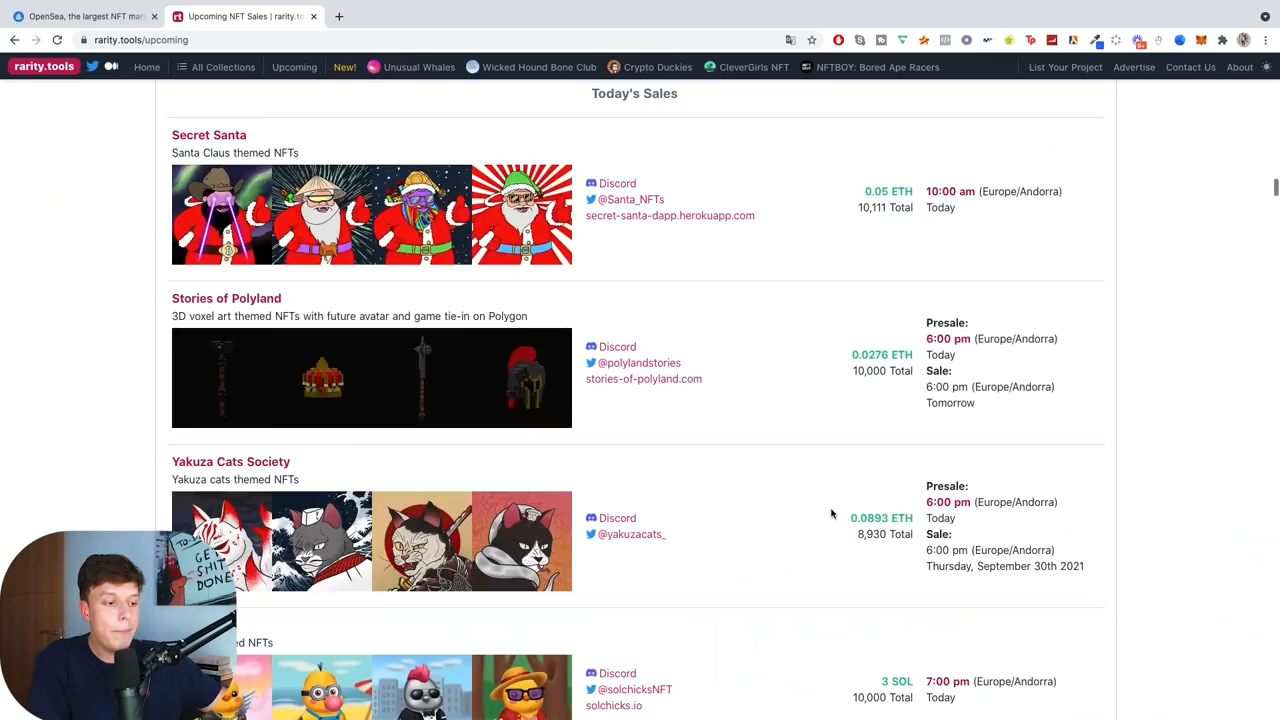 OpenSea, the largest NFT mar
Upcoming NFT Sales | rarity.to
rarity.tools/upcoming
rarity.tools Home All Collections Upcoming New! Unusual Whales Wicked Hound Bone Club Crypto Duckies CleverGirls NFT NFTBOY: Bored Ape Racers List Your Project Advertise Contact Us About
Today's Sales
Secret Santa
Santa Claus themed NFTs
Discord
@Santa_NFTs
secret-santa-dapp.herokuapp.com
0.05 ETH
10,111 Total
10:00 am (Europe/Andorra)
Today
Stories of Polyland
3D voxel art themed NFTs with future avatar and game tie-in on Polygon
Discord
@polylandstories
stories-of-polyland.com
0.0276 ETH
10,000 Total
Presale:
6:00 pm (Europe/Andorra)
Today
Sale:
6:00 pm (Europe/Andorra)
Tomorrow
Yakuza Cats Society
Yakuza cats themed NFTs
Discord
@yakuzacats_
0.0893 ETH
8,930 Total
Presale:
6:00 pm (Europe/Andorra)
Today
Sale:
6:00 pm (Europe/Andorra)
Thursday, September 30th 2021
TO-
GET
SHIT
DONE
ed NFTs
Discord
@solchicksNFT
solchicks.io
3 SOL
10,000 Total
7:00 pm (Europe/Andorra)
Today